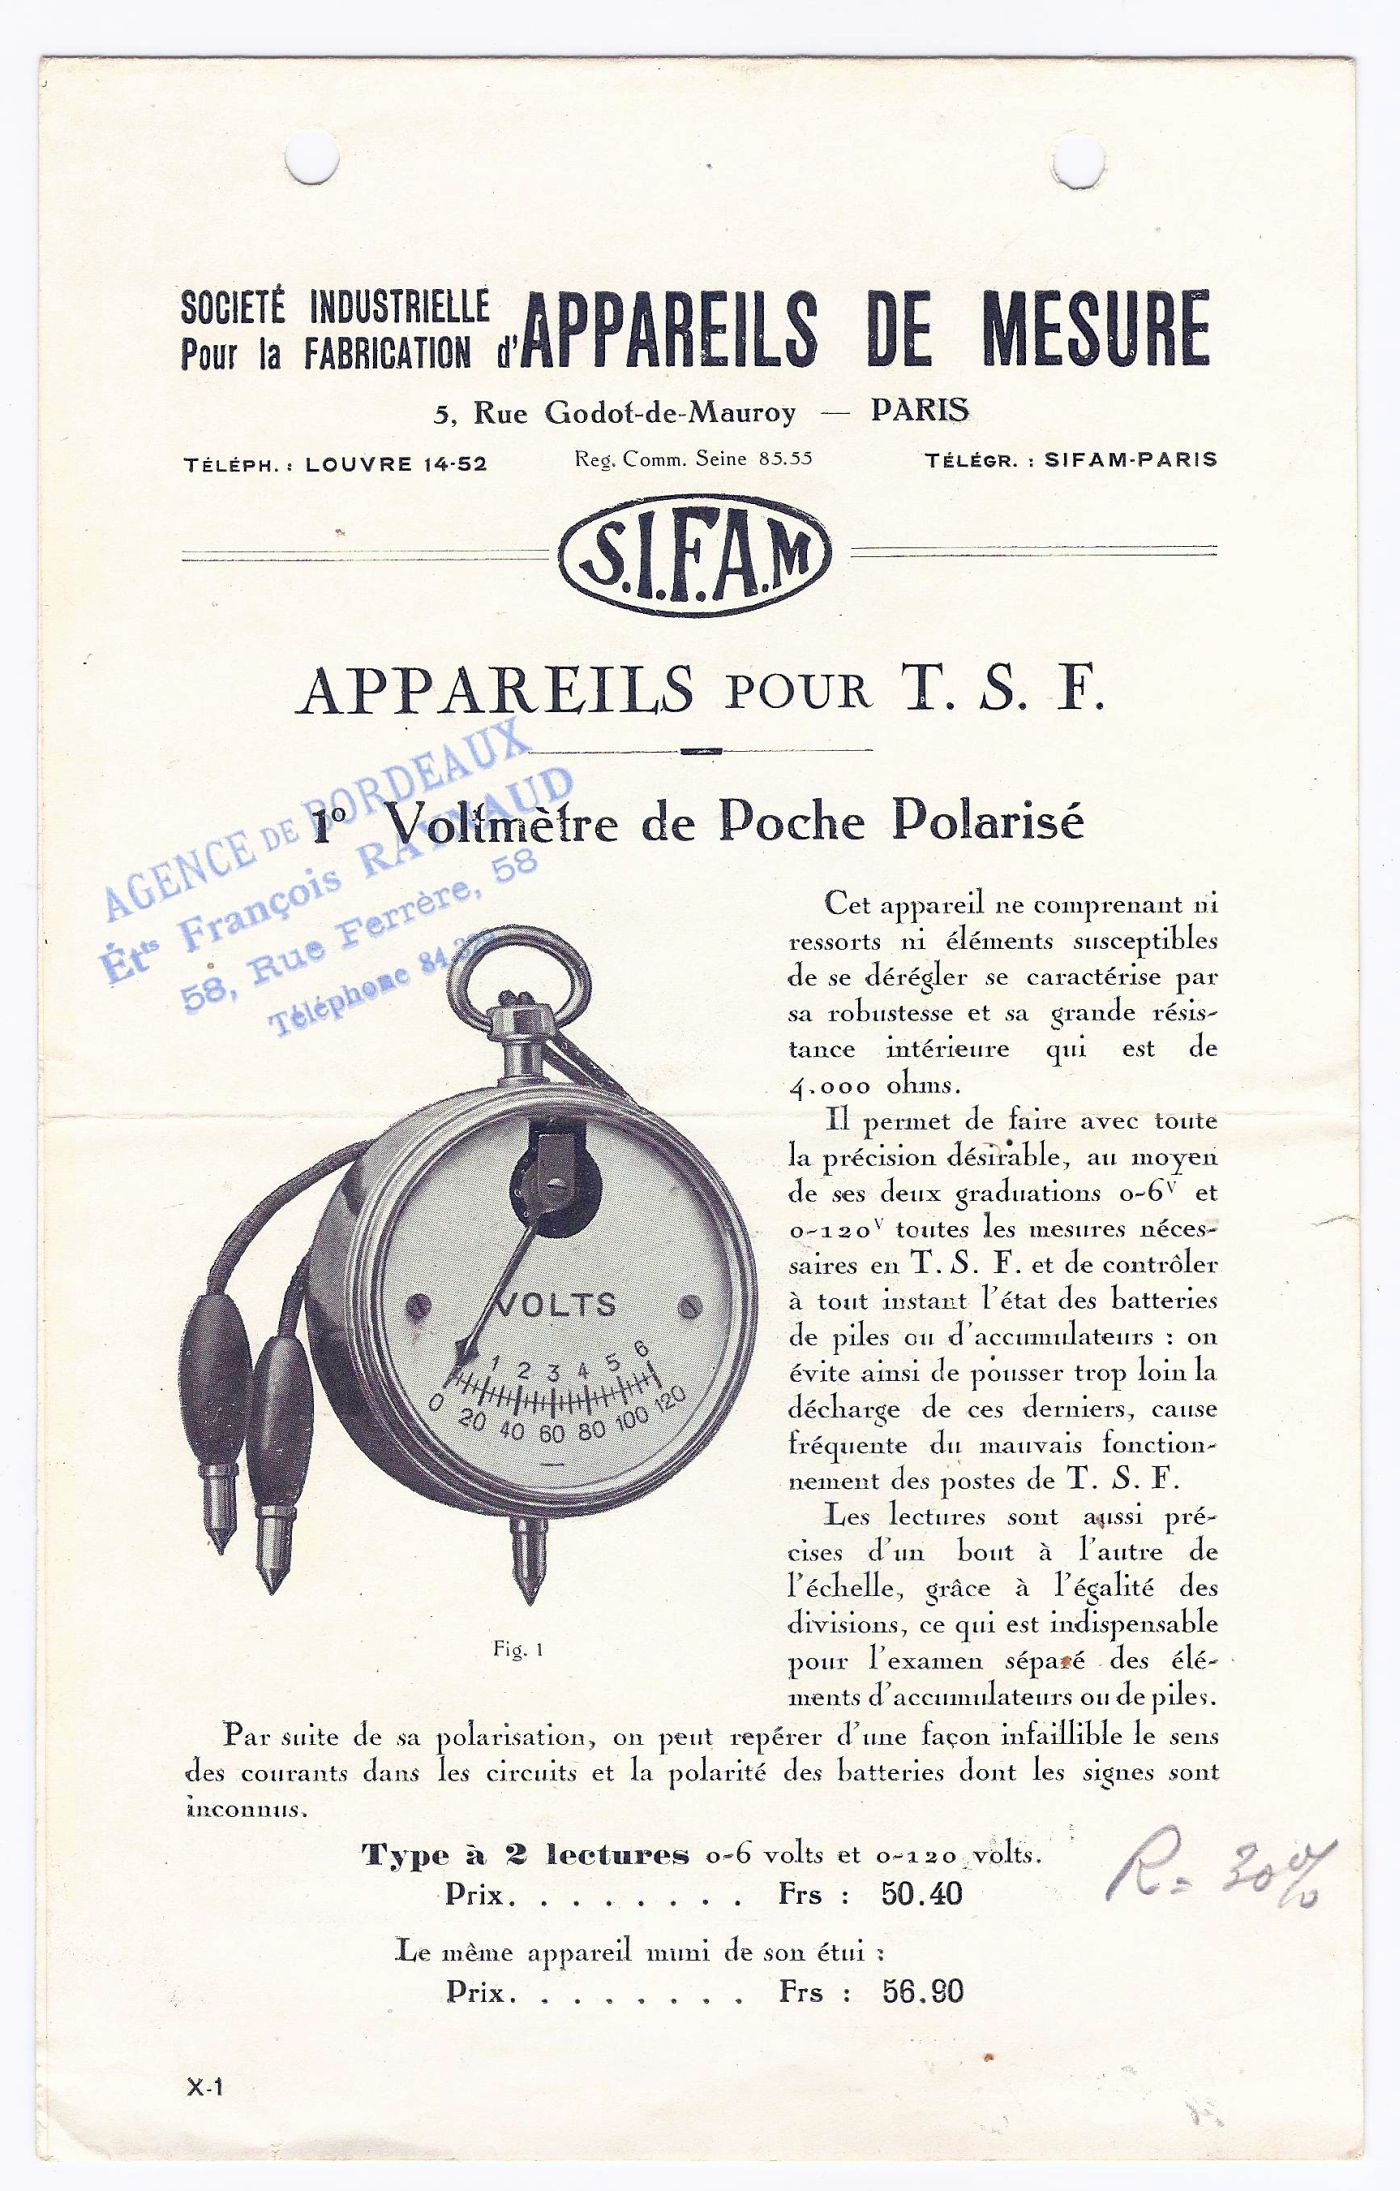 SOCIETÉ INDUSTRIELLE
Pour la FABRICATION d'APPAREILS DE MESURE
5, Rue Godot-de-Mauroy — PARIS
TÉLÉPH. : LOUVRE 14-52 Reg. Comm. Seine 85.55 TÉLÉGR. : SIFAM-PARIS
S.I.F.A.M
APPAREILS POUR T. S. F.
AGENCE DE BORDEAUX
Éts François RAYNAUD
58, Rue Ferrère, 58
Téléphone
1º Voltmètre de Poche Polarisé
Cet appareil ne comprenant ni
ressorts ni éléments susceptibles
de se dérégler se caractérise par
sa robustesse et sa grande résis-
tance intérieure qui est de
4.000 ohms.
Il permet de faire avec toute
la précision désirable, au moyen
de ses deux graduations 0-6V et
0-120V toutes les mesures néces-
saires en T. S. F. et de contrôler
à tout instant l'état des batteries
de piles ou d'accumulateurs : on
évite ainsi de pousser trop loin la
décharge de ces derniers, cause
fréquente du mauvais fonction-
nement des postes de T. S. F.
Les lectures sont aussi pré-
cises d'un bout à l'autre de
l'échelle, grâce à l'égalité des
divisions, ce qui est indispensable
pour l'examen séparé des élé-
ments d'accumulateurs ou de piles.
VOLTS
1 2 3 4 5 6
0 20 40 60 80 100 120
Fig. 1
Par suite de sa polarisation, on peut repérer d'une façon infaillible le sens
des courants dans les circuits et la polarité des batteries dont les signes sont
inconnus.
Type à 2 lectures 0-6 volts et 0-120 volts.
Prix. . . . . . . . Frs : 50.40
R = 30%
Le même appareil muni de son étui :
Prix. . . . . . . . Frs : 56.90
X-1